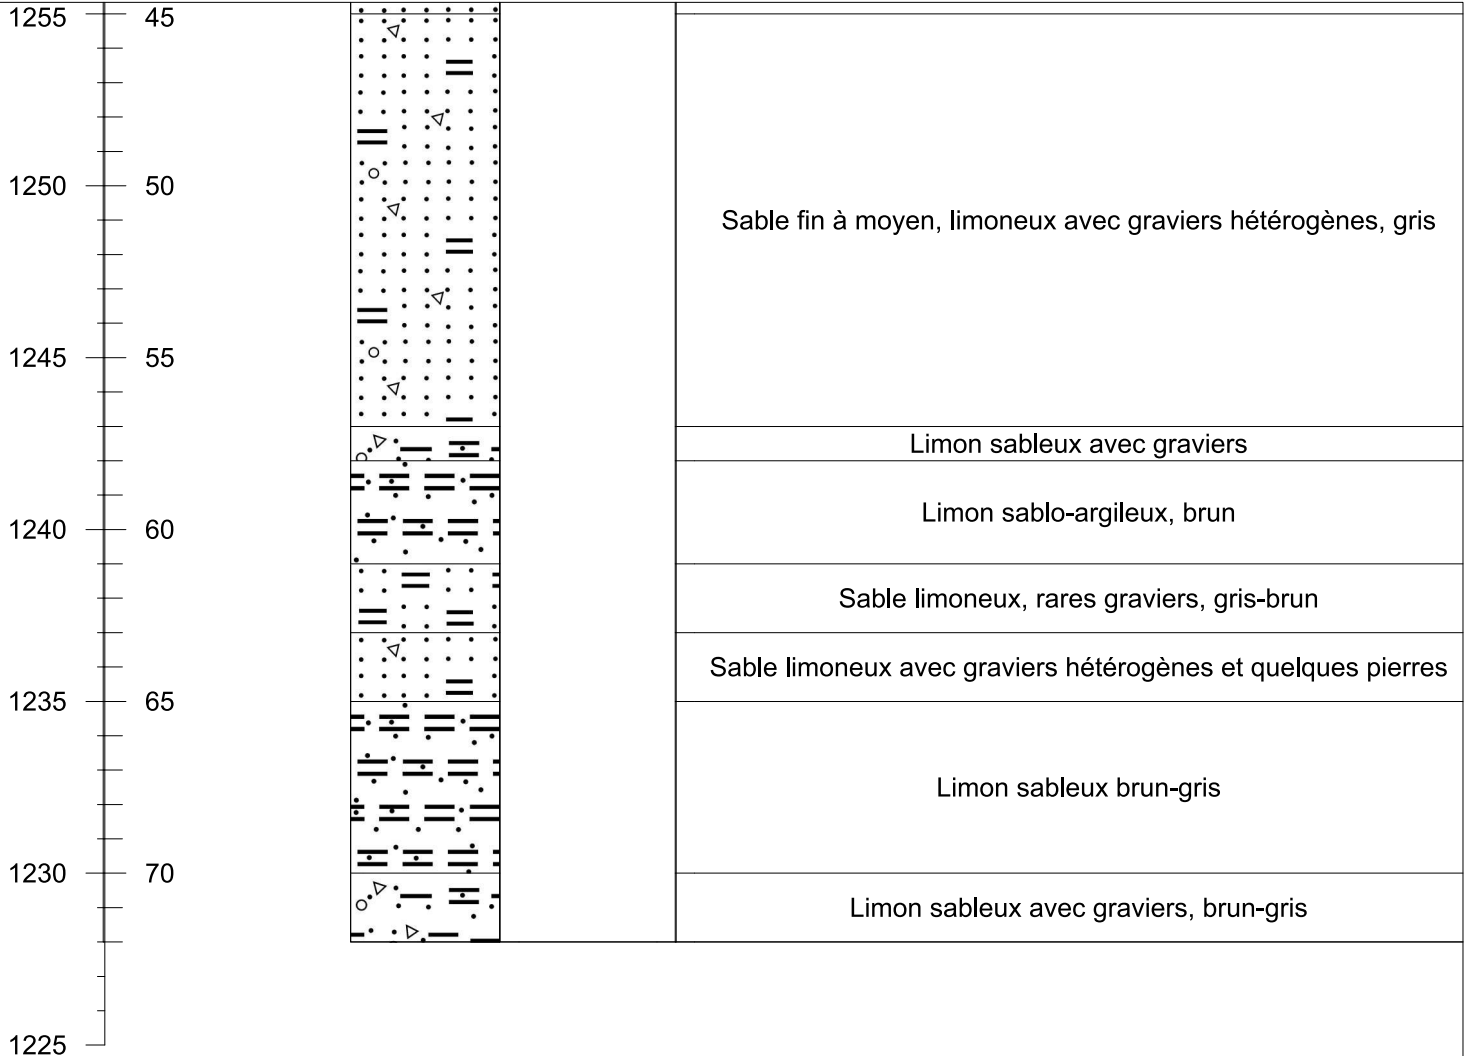 1255 45
1250 50
Sable fin à moyen, limoneux avec graviers hétérogènes, gris
1245 55
Limon sableux avec graviers
Limon sablo-argileux, brun
1240 60
Sable limoneux, rares graviers, gris-brun
Sable limoneux avec graviers hétérogènes et quelques pierres
1235 65
Limon sableux brun-gris
1230 70
Limon sableux avec graviers, brun-gris
1225